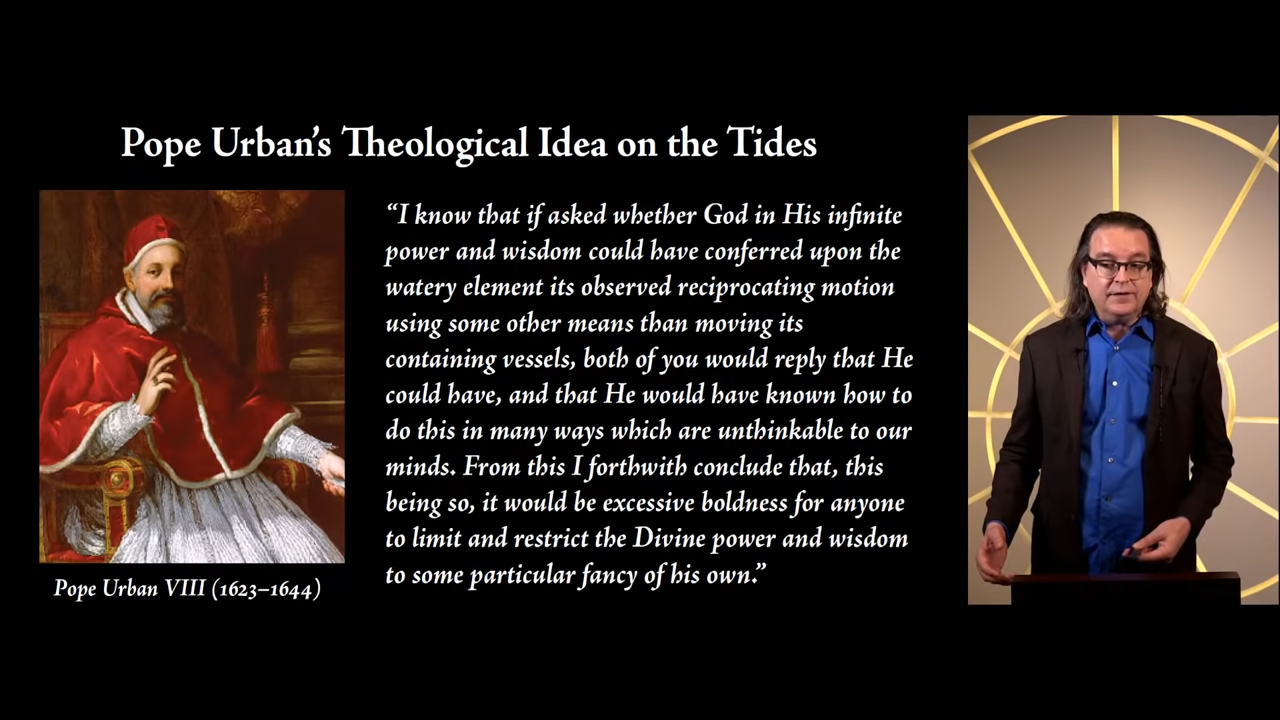 Pope Urban's Theological Idea on the Tides
"I know that if asked whether God in His infinite
power and wisdom could have conferred upon the
watery element its observed reciprocating motion
using some other means than moving its
containing vessels, both of you would reply that He
could have, and that He would have known how to
do this in many ways which are unthinkable to our
minds. From this I forthwith conclude that, this
being so, it would be excessive boldness for anyone
to limit and restrict the Divine power and wisdom
to some particular fancy of his own."
Pope Urban VIII (1623–1644)